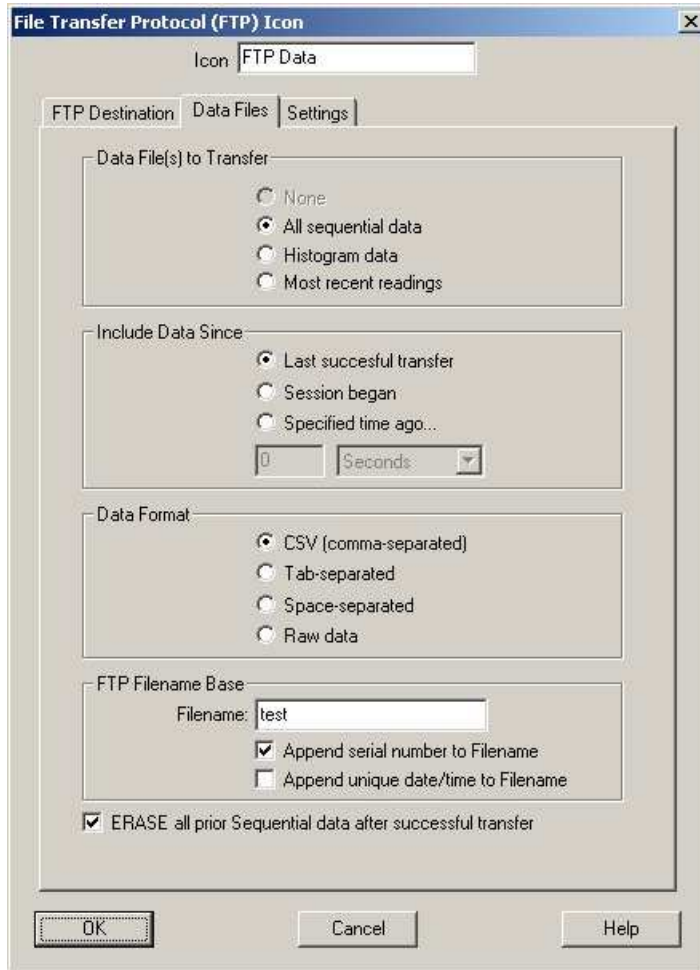 File Transfer Protocol (FTP) Icon
Icon FTP Data
FTP Destination Data Files Settings
Data File(s) to Transfer
None
All sequential data
Histogram data
Most recent readings
Include Data Since
Last succesful transfer
Session began
Specified time ago...
0 Seconds
Data Format
CSV (comma-separated)
Tab-separated
Space-separated
Raw data
FTP Filename Base
Filename: test
Append serial number to Filename
Append unique date/time to Filename
ERASE all prior Sequential data after successful transfer
OK Cancel Help